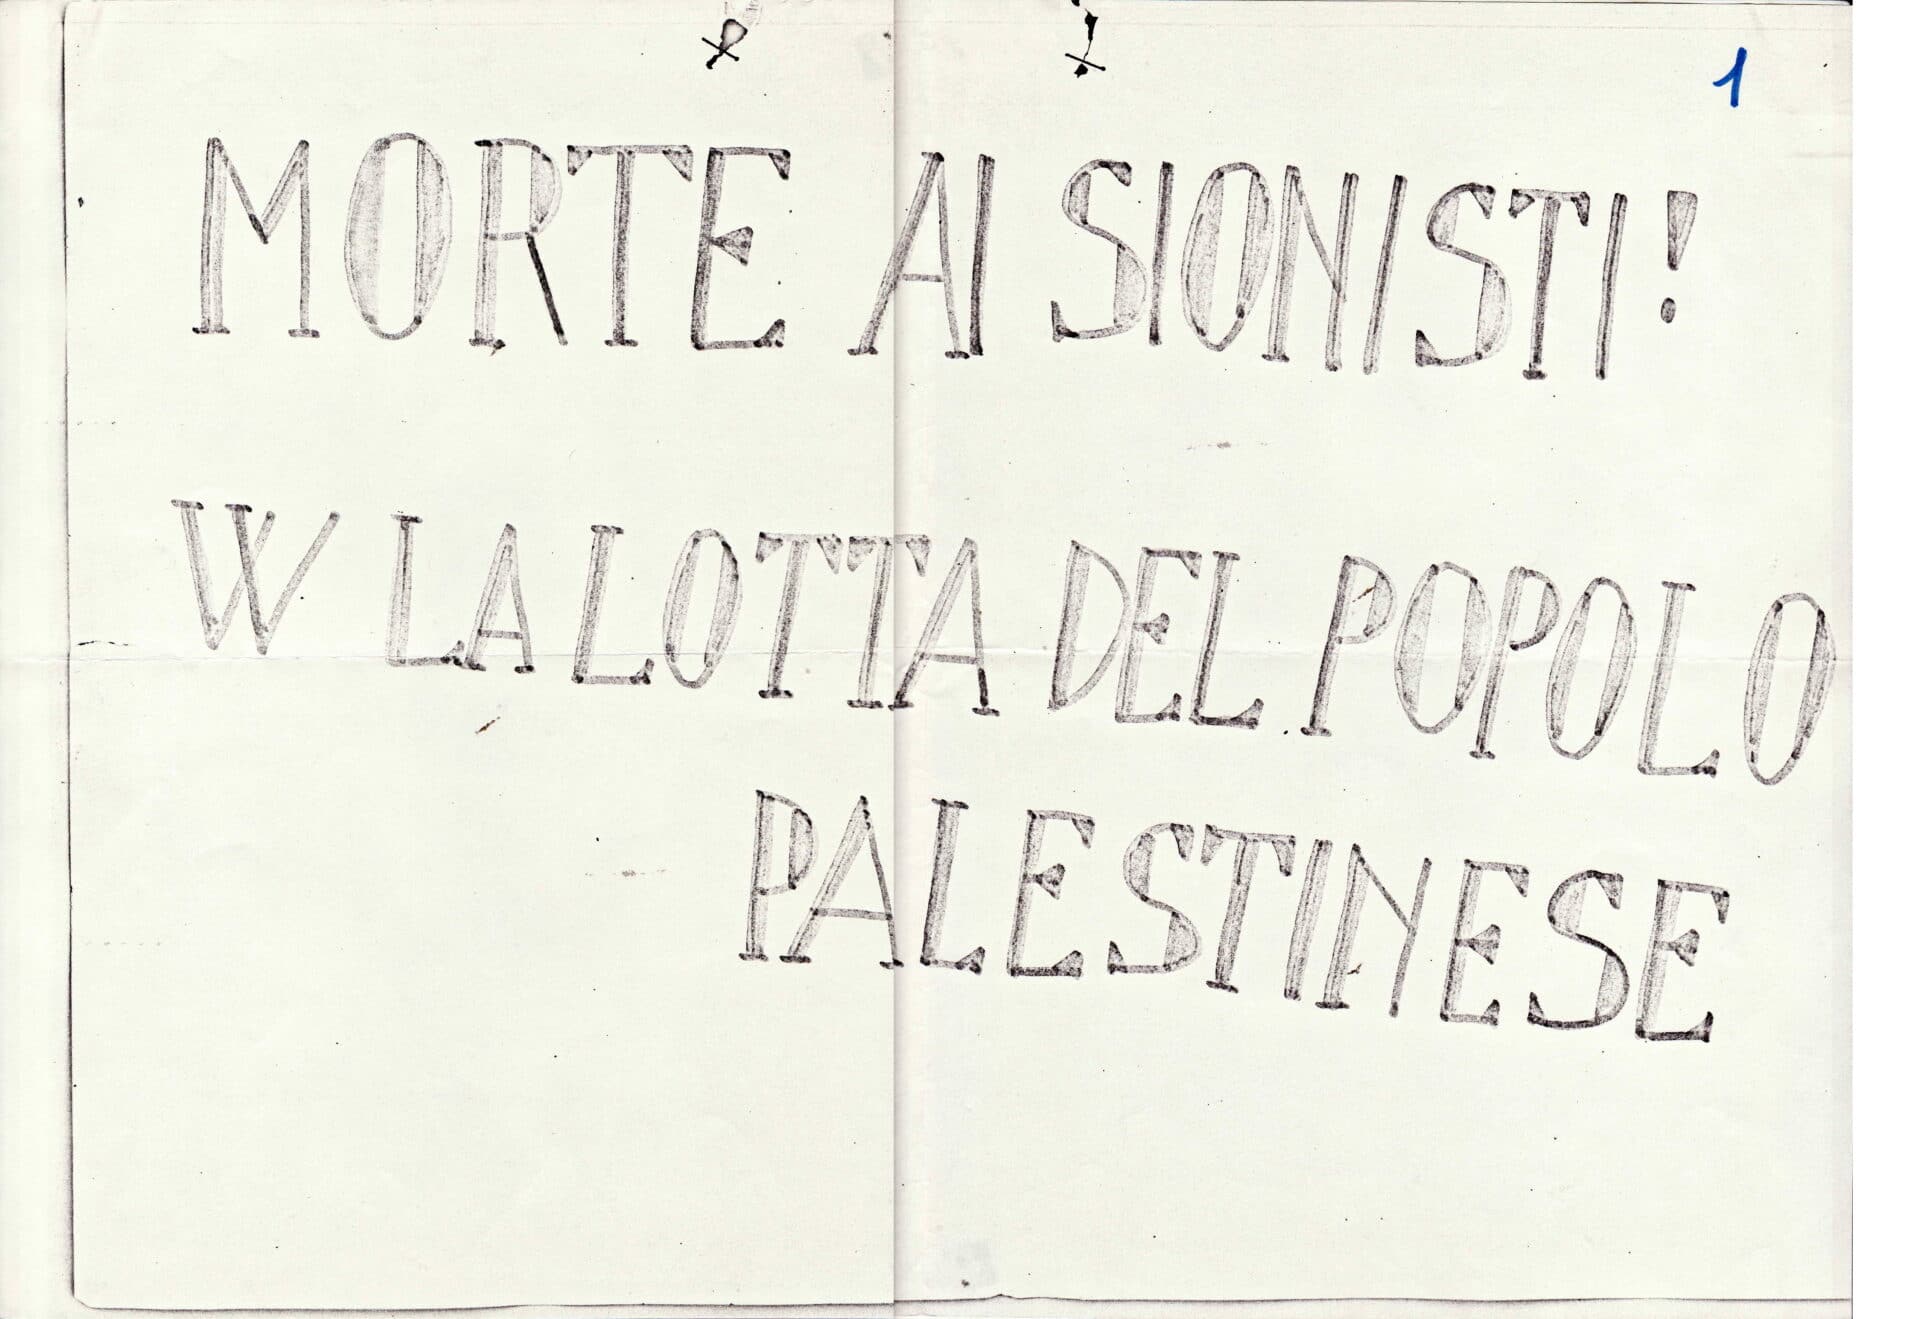 1
MORTE AI SIONISTI!
W LA LOTTA DEL POPOLO
PALESTINESE